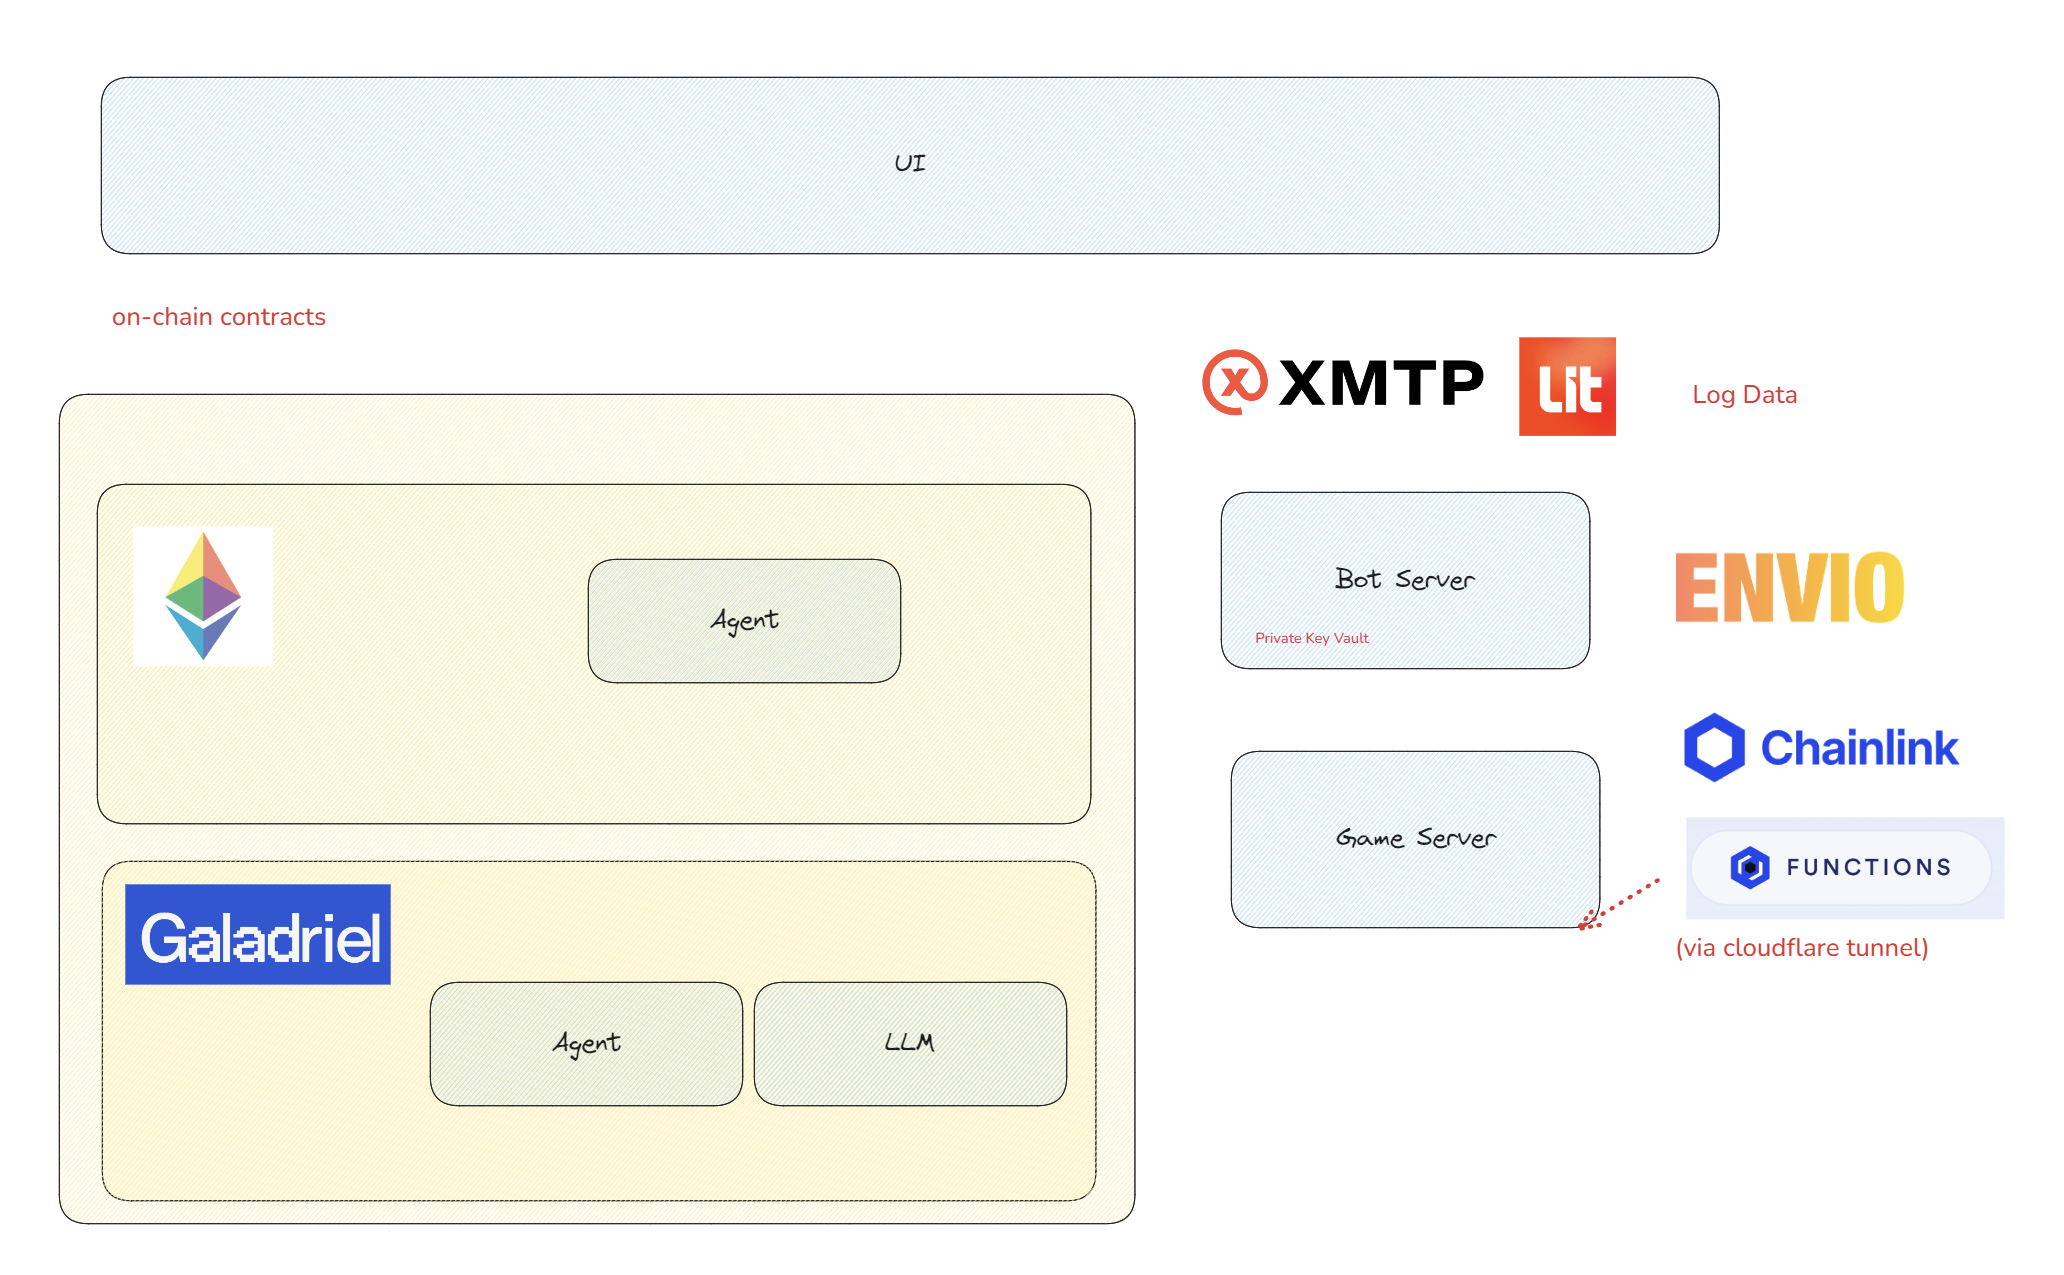 UI
on-chain contracts
XMTP
Lit
Log Data
Agent
Bot Server
Private Key Vault
ENVIO
Chainlink
Game Server
FUNCTIONS
(via cloudflare tunnel)
Galadriel
Agent
LLM